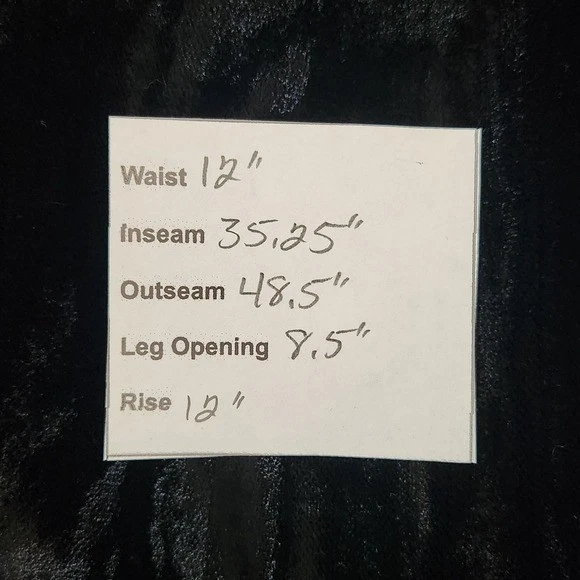 Waist 12"
Inseam 35.25"
Outseam 48.5"
Leg Opening 8.5"
Rise 12"